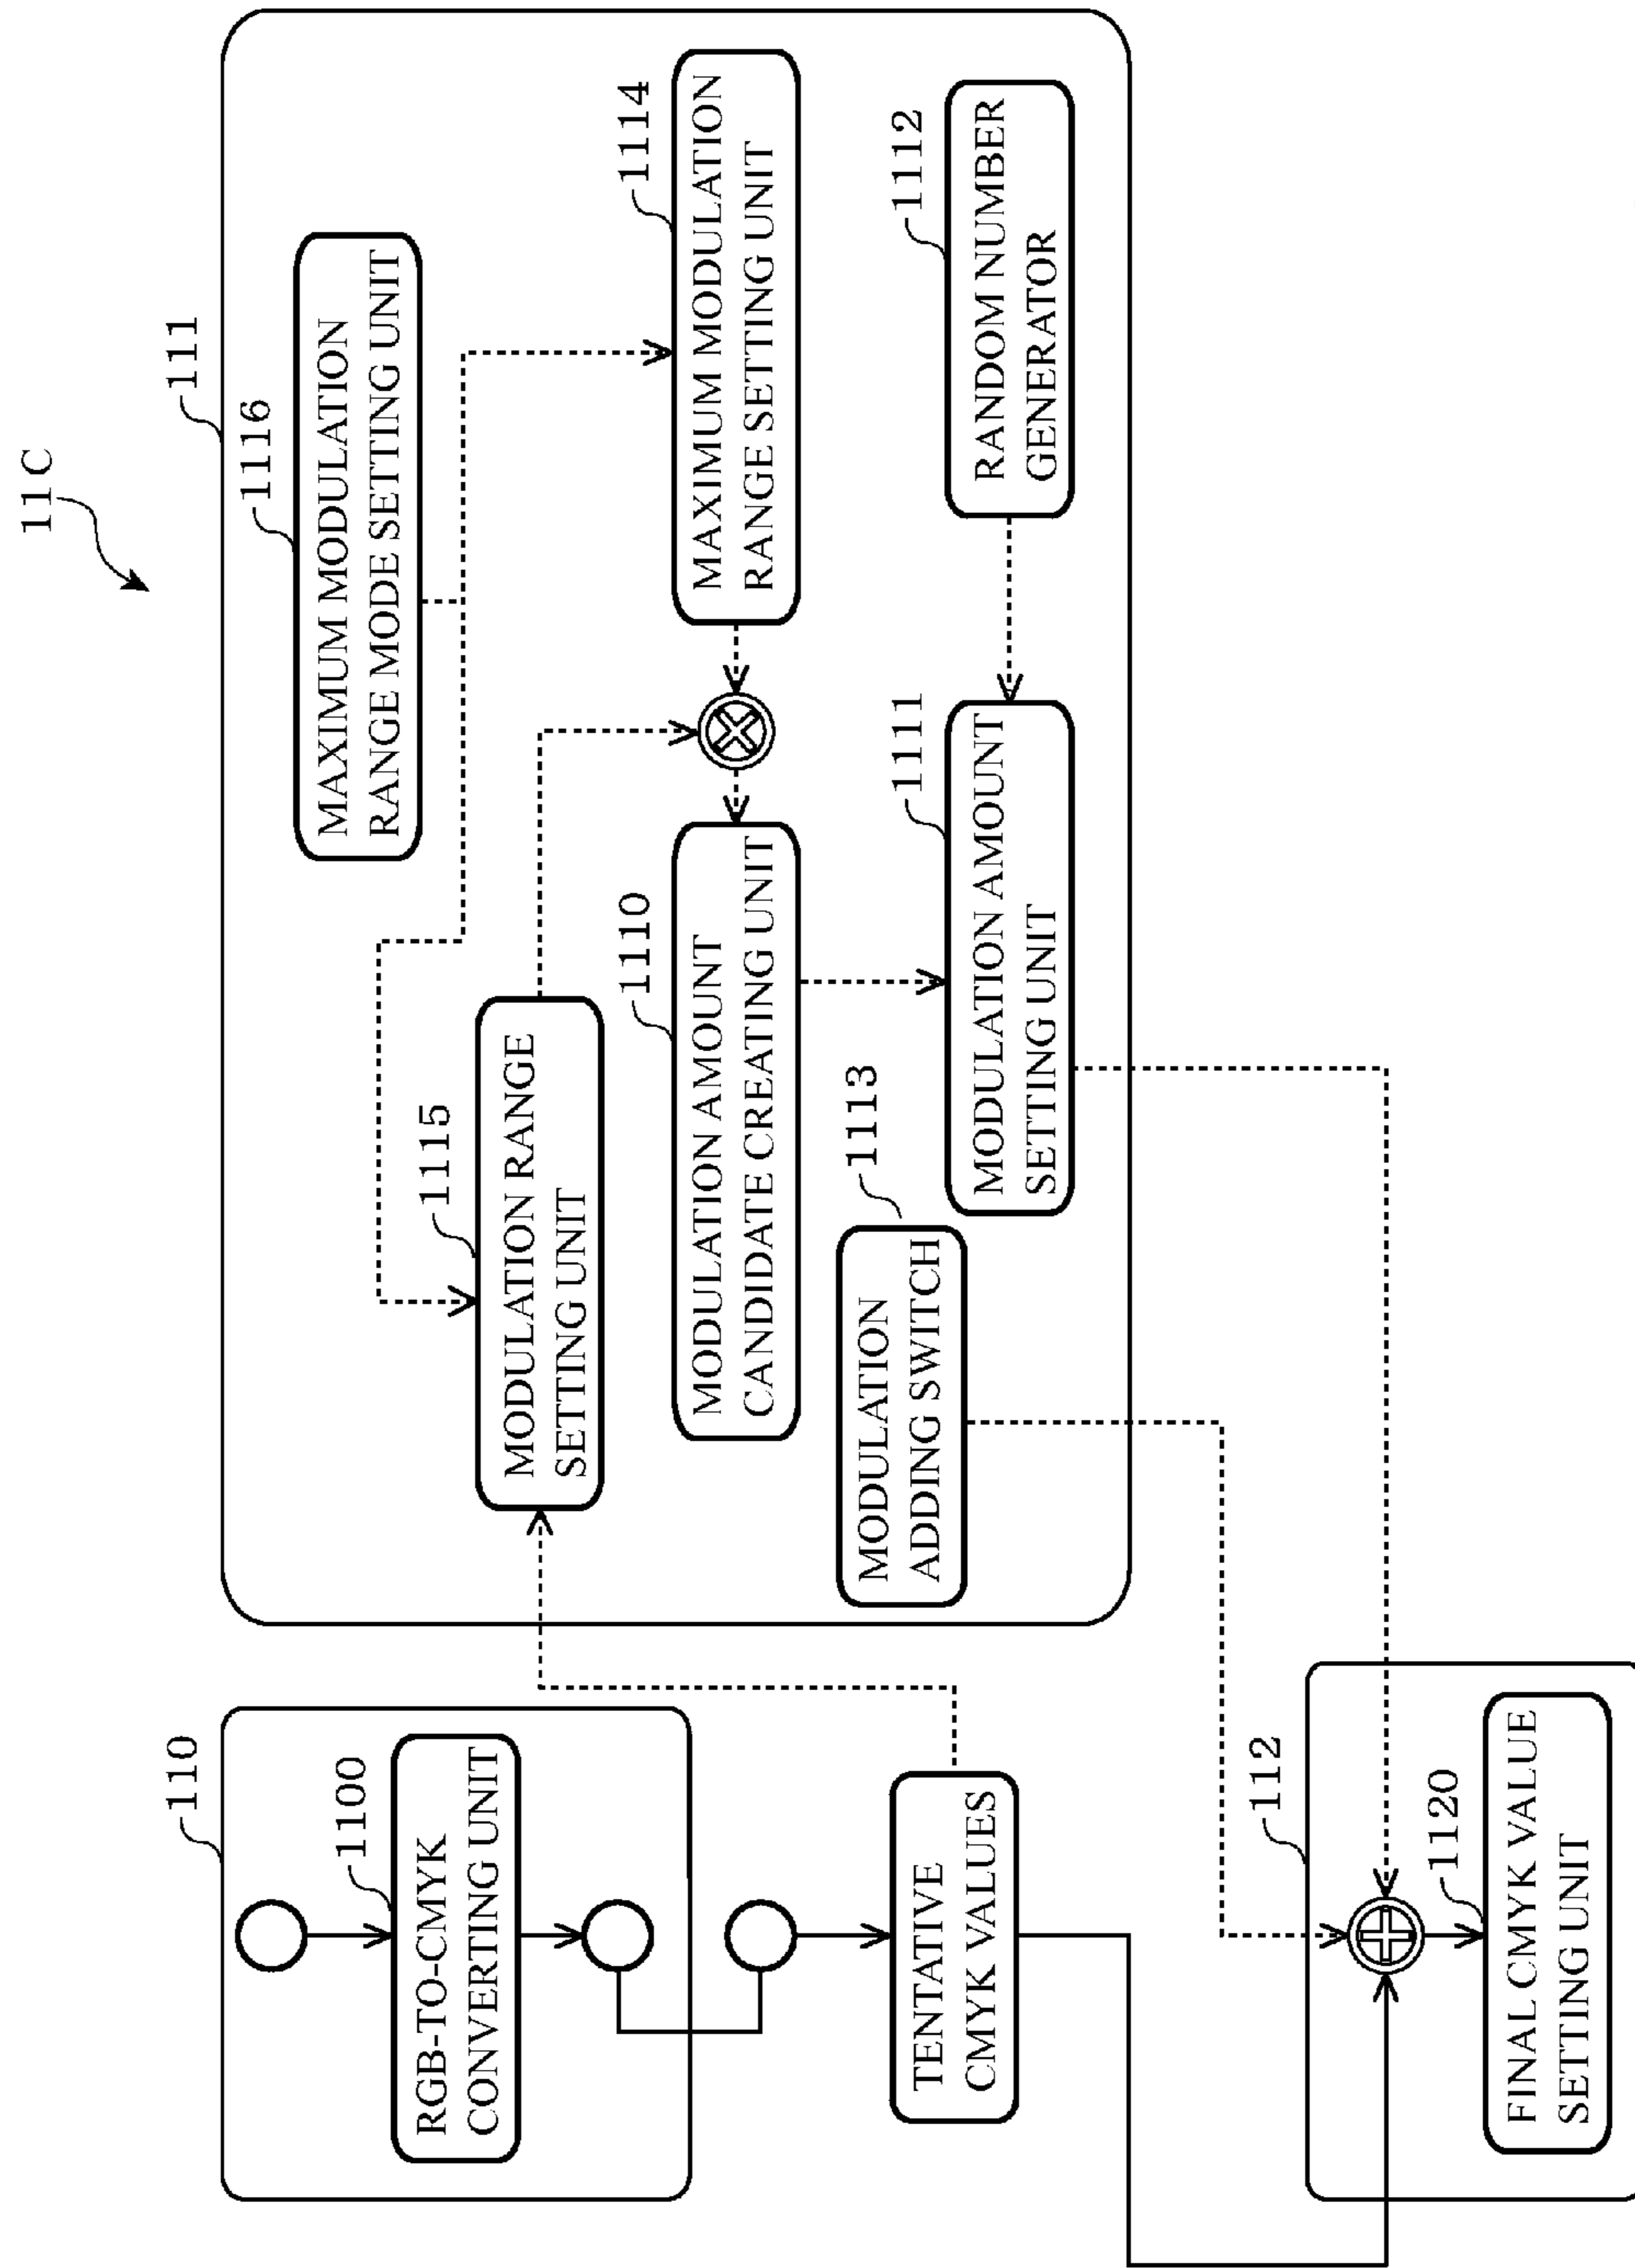 11C
110
1100
RGB-TO-CMYK
CONVERTING UNIT
TENTATIVE
CMYK VALUES
112
1120
FINAL CMYK VALUE
SETTING UNIT
111
1116
MAXIMUM MODULATION
RANGE MODE SETTING UNIT
1115
MODULATION RANGE
SETTING UNIT
1114
MAXIMUM MODULATION
RANGE SETTING UNIT
1110
MODULATION AMOUNT
CANDIDATE CREATING UNIT
1113
MODULATION
ADDING SWITCH
1111
MODULATION AMOUNT
SETTING UNIT
1112
RANDOM NUMBER
GENERATOR